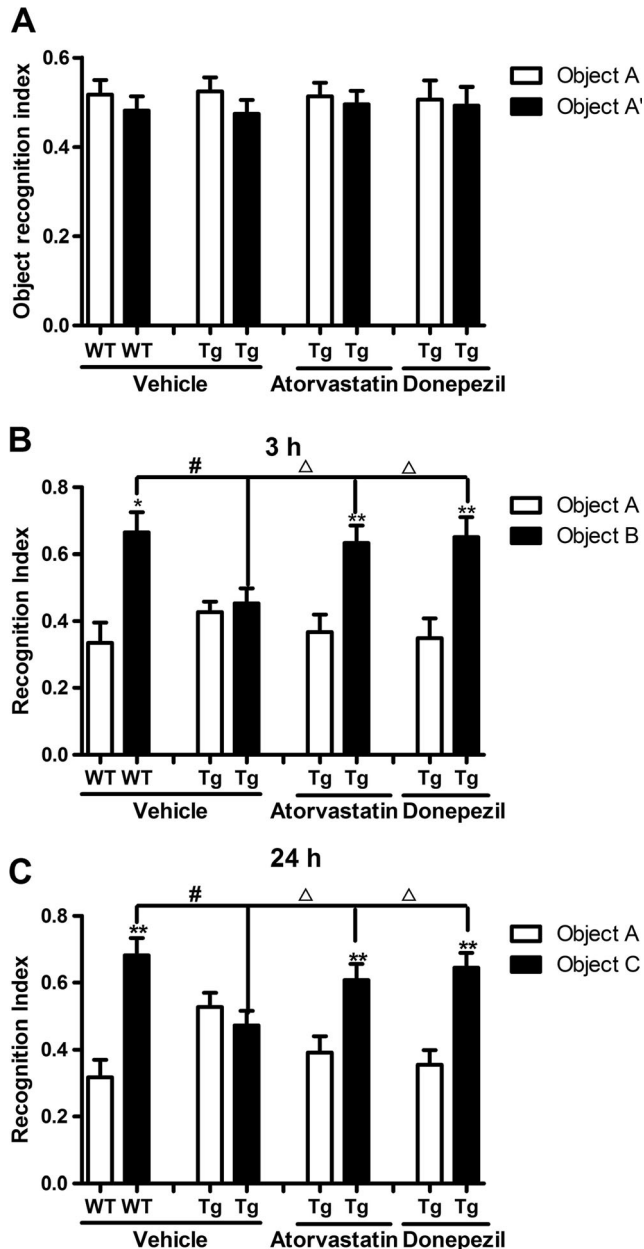 A
Object recognition index
0.6
0.4
0.2
0.0
Object A
Object A'
WT WT Tg Tg Tg Tg Tg Tg
Vehicle Atorvastatin Donepezil
B
3 h
# △ △
Recognition Index
0.8
0.6
0.4
0.2
0.0
* ** **
Object A
Object B
WT WT Tg Tg Tg Tg Tg Tg
Vehicle Atorvastatin Donepezil
C
24 h
# △ △
Recognition Index
0.8
0.6
0.4
0.2
0.0
** ** **
Object A
Object C
WT WT Tg Tg Tg Tg Tg Tg
Vehicle Atorvastatin Donepezil